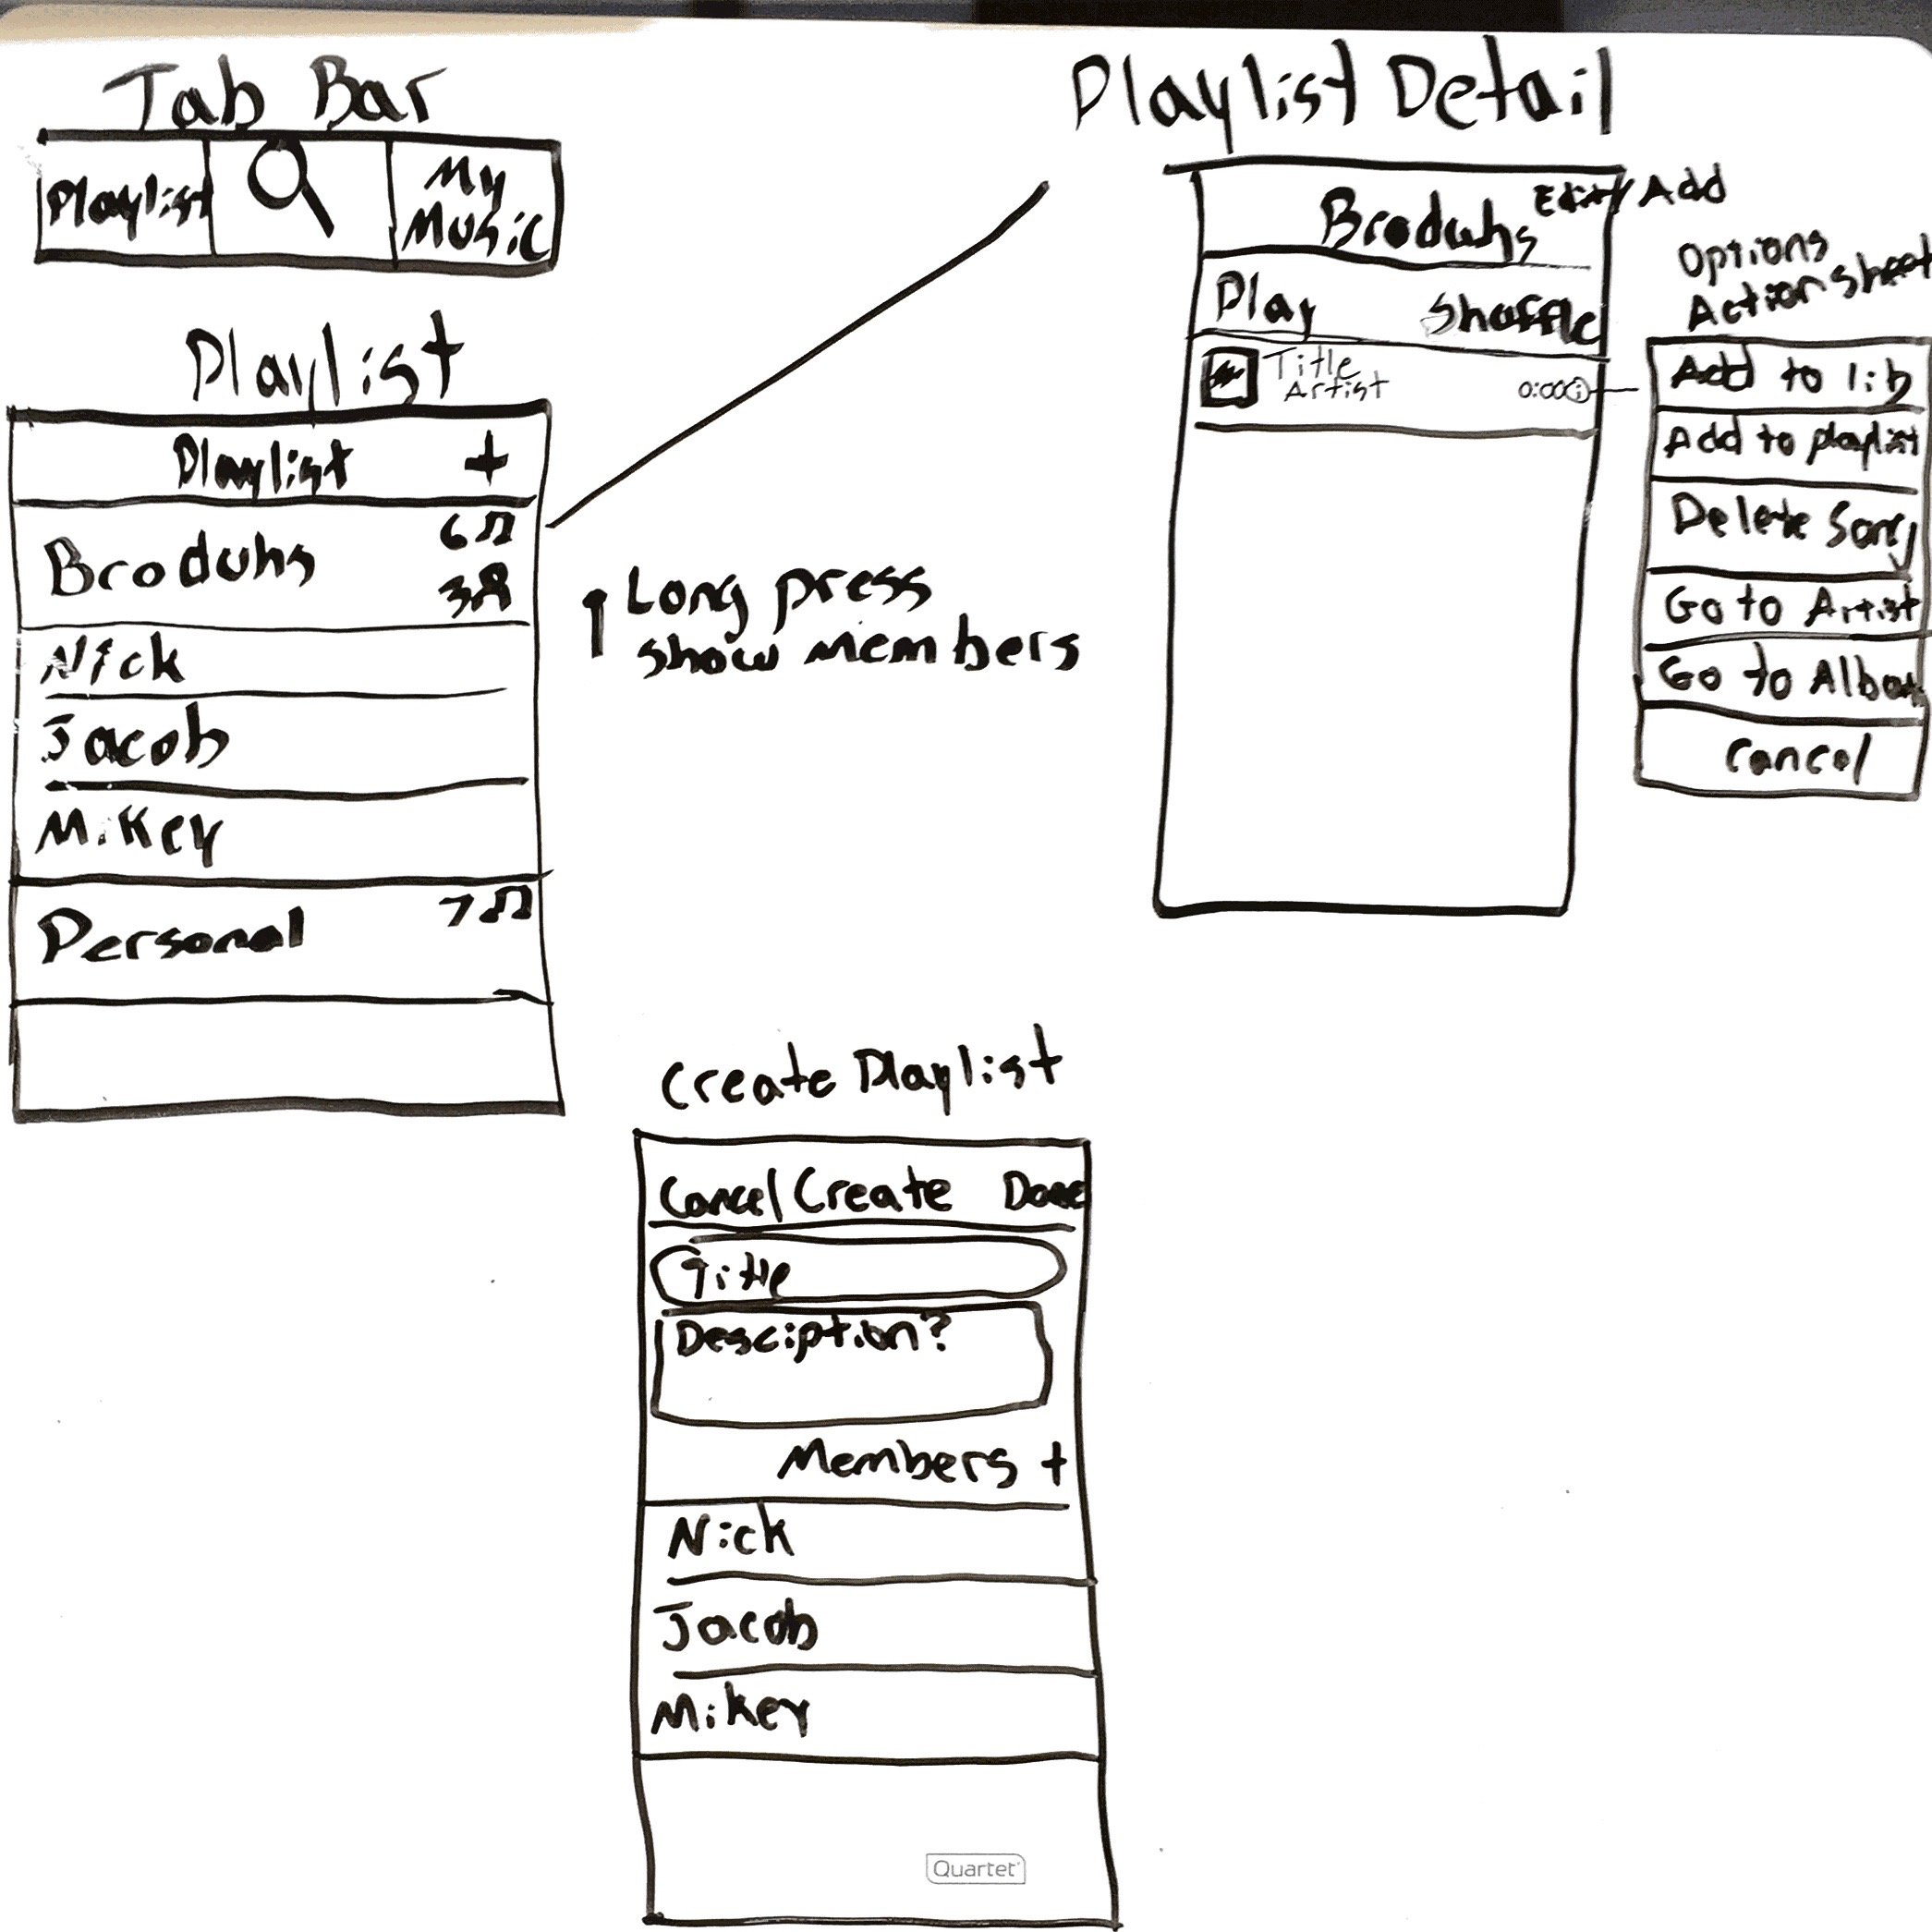 Tab Bar
Playlist
My
Music
Playlist
Playlist +
Broduhs
6
3
Nick
Jacob
Mikey
Personal
7
Long press
show members
Playlist Detail
Broduhs
Edit/Add
Play Shuffle
Title
Artist
0:00
Options
Action sheet
Add to lib
Add to playlist
Delete Song
Go to Artist
Go to Album
Cancel
Create Playlist
Cancel Create Done
Title
Desciption?
Members +
Nick
Jacob
Mikey
Quartet